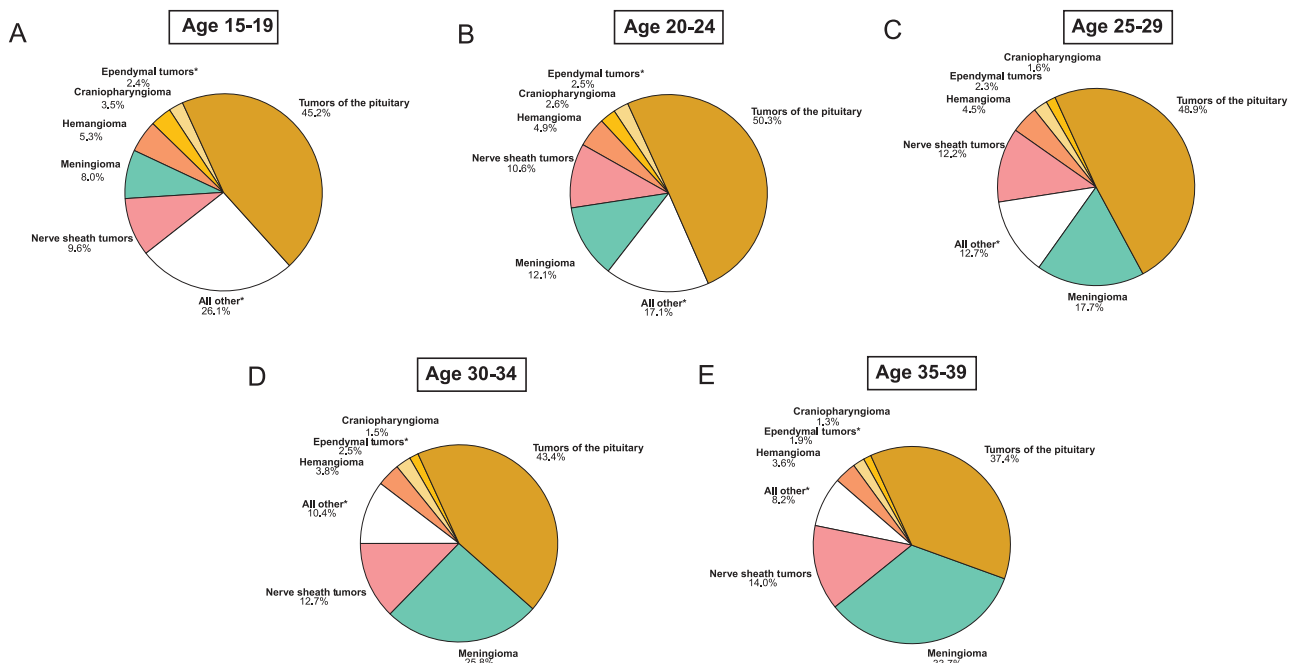 A
Age 15-19
Ependymal tumors*
2.4%
Craniopharyngioma
3.5%
Hemangioma
5.3%
Meningioma
8.0%
Nerve sheath tumors
9.6%
All other*
26.1%
Tumors of the pituitary
45.2%
B
Age 20-24
Ependymal tumors*
2.5%
Craniopharyngioma
2.6%
Hemangioma
4.9%
Nerve sheath tumors
10.6%
Meningioma
12.1%
All other*
17.1%
Tumors of the pituitary
50.3%
C
Age 25-29
Craniopharyngioma
1.6%
Ependymal tumors
2.3%
Hemangioma
4.5%
Nerve sheath tumors
12.2%
All other*
12.7%
Meningioma
17.7%
Tumors of the pituitary
48.9%
D
Age 30-34
Craniopharyngioma
1.5%
Ependymal tumors*
2.5%
Hemangioma
3.8%
All other*
10.4%
Nerve sheath tumors
12.7%
Meningioma
25.8%
Tumors of the pituitary
43.4%
E
Age 35-39
Craniopharyngioma
1.3%
Ependymal tumors*
1.9%
Hemangioma
3.6%
All other*
8.2%
Nerve sheath tumors
14.0%
Meningioma
33.7%
Tumors of the pituitary
37.4%